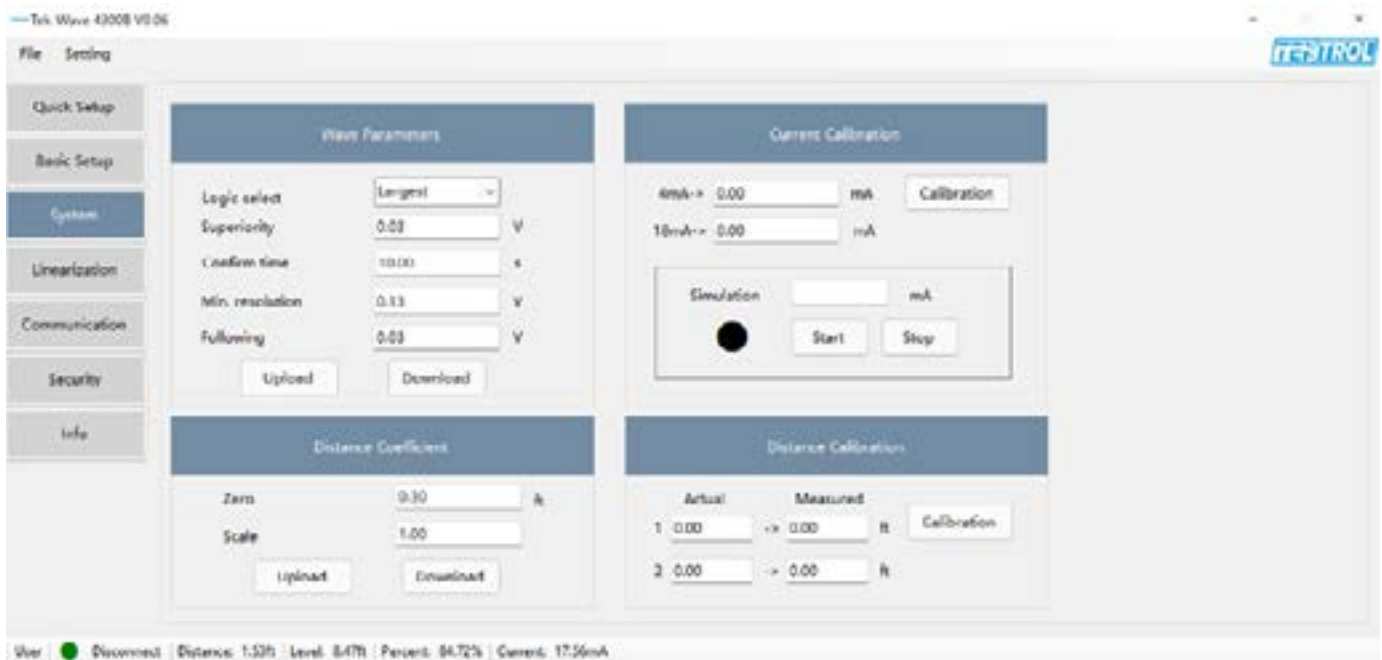 Tek Wave 4300B V0.06
File Setting
Quick Setup
Basic Setup
System
Linearization
Communication
Security
Info
Wave Parameters
Logic select Largest
Superiority 0.03 V
Confirm time 10.00 s
Min. resolution 0.13 V
Following 0.03 V
Upload Download
Current Calibration
4mA-> 0.00 mA Calibration
18mA-> 0.00 mA
Simulation mA
Start Stop
Distance Coefficient
Zero 0.30 ft
Scale 1.00
Upload Download
Distance Calibration
Actual Measured
1 0.00 -> 0.00 ft Calibration
2 0.00 -> 0.00 ft
User Disconnect Distance: 1.53ft Level: 8.47ft Percent: 84.72% Current: 17.56mA